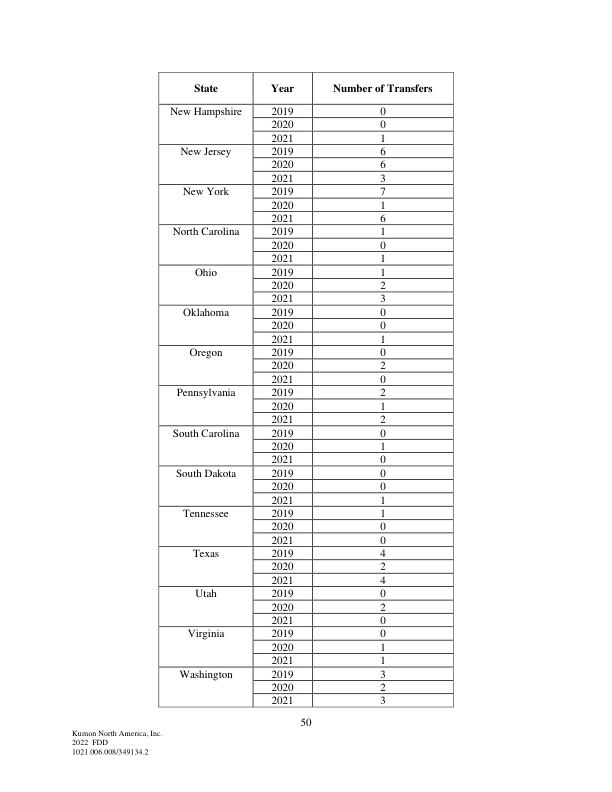 State Year Number of Transfers
New Hampshire 2019 0
2020 0
2021 1
New Jersey 2019 6
2020 6
2021 3
New York 2019 7
2020 1
2021 6
North Carolina 2019 1
2020 0
2021 1
Ohio 2019 1
2020 2
2021 3
Oklahoma 2019 0
2020 0
2021 1
Oregon 2019 0
2020 2
2021 0
Pennsylvania 2019 2
2020 1
2021 2
South Carolina 2019 0
2020 1
2021 0
South Dakota 2019 0
2020 0
2021 1
Tennessee 2019 1
2020 0
2021 0
Texas 2019 4
2020 2
2021 4
Utah 2019 0
2020 2
2021 0
Virginia 2019 0
2020 1
2021 1
Washington 2019 3
2020 2
2021 3
50
Kumon North America, Inc.
2022 FDD
1021.006.008/349134.2